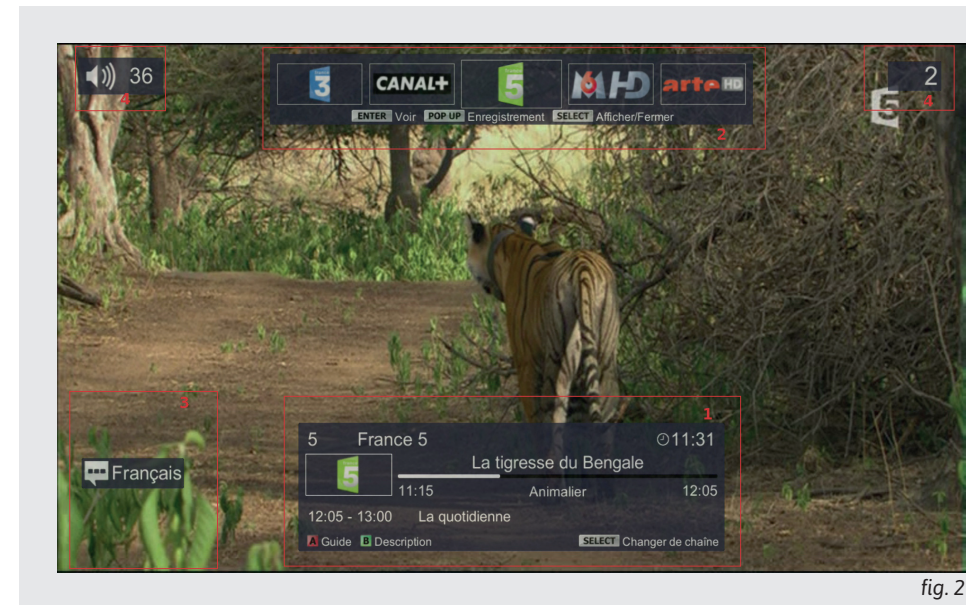 36
3 CANAL+ 5 M6 HD arte HD
2
4
4
5
ENTER Voir POP UP Enregistrement SELECT Afficher/Fermer
2
3
1
5 France 5 11:31
La tigresse du Bengale
5
11:15 Animalier 12:05
Français
12:05 - 13:00 La quotidienne
A Guide B Description SELECT Changer de chaîne
fig. 2